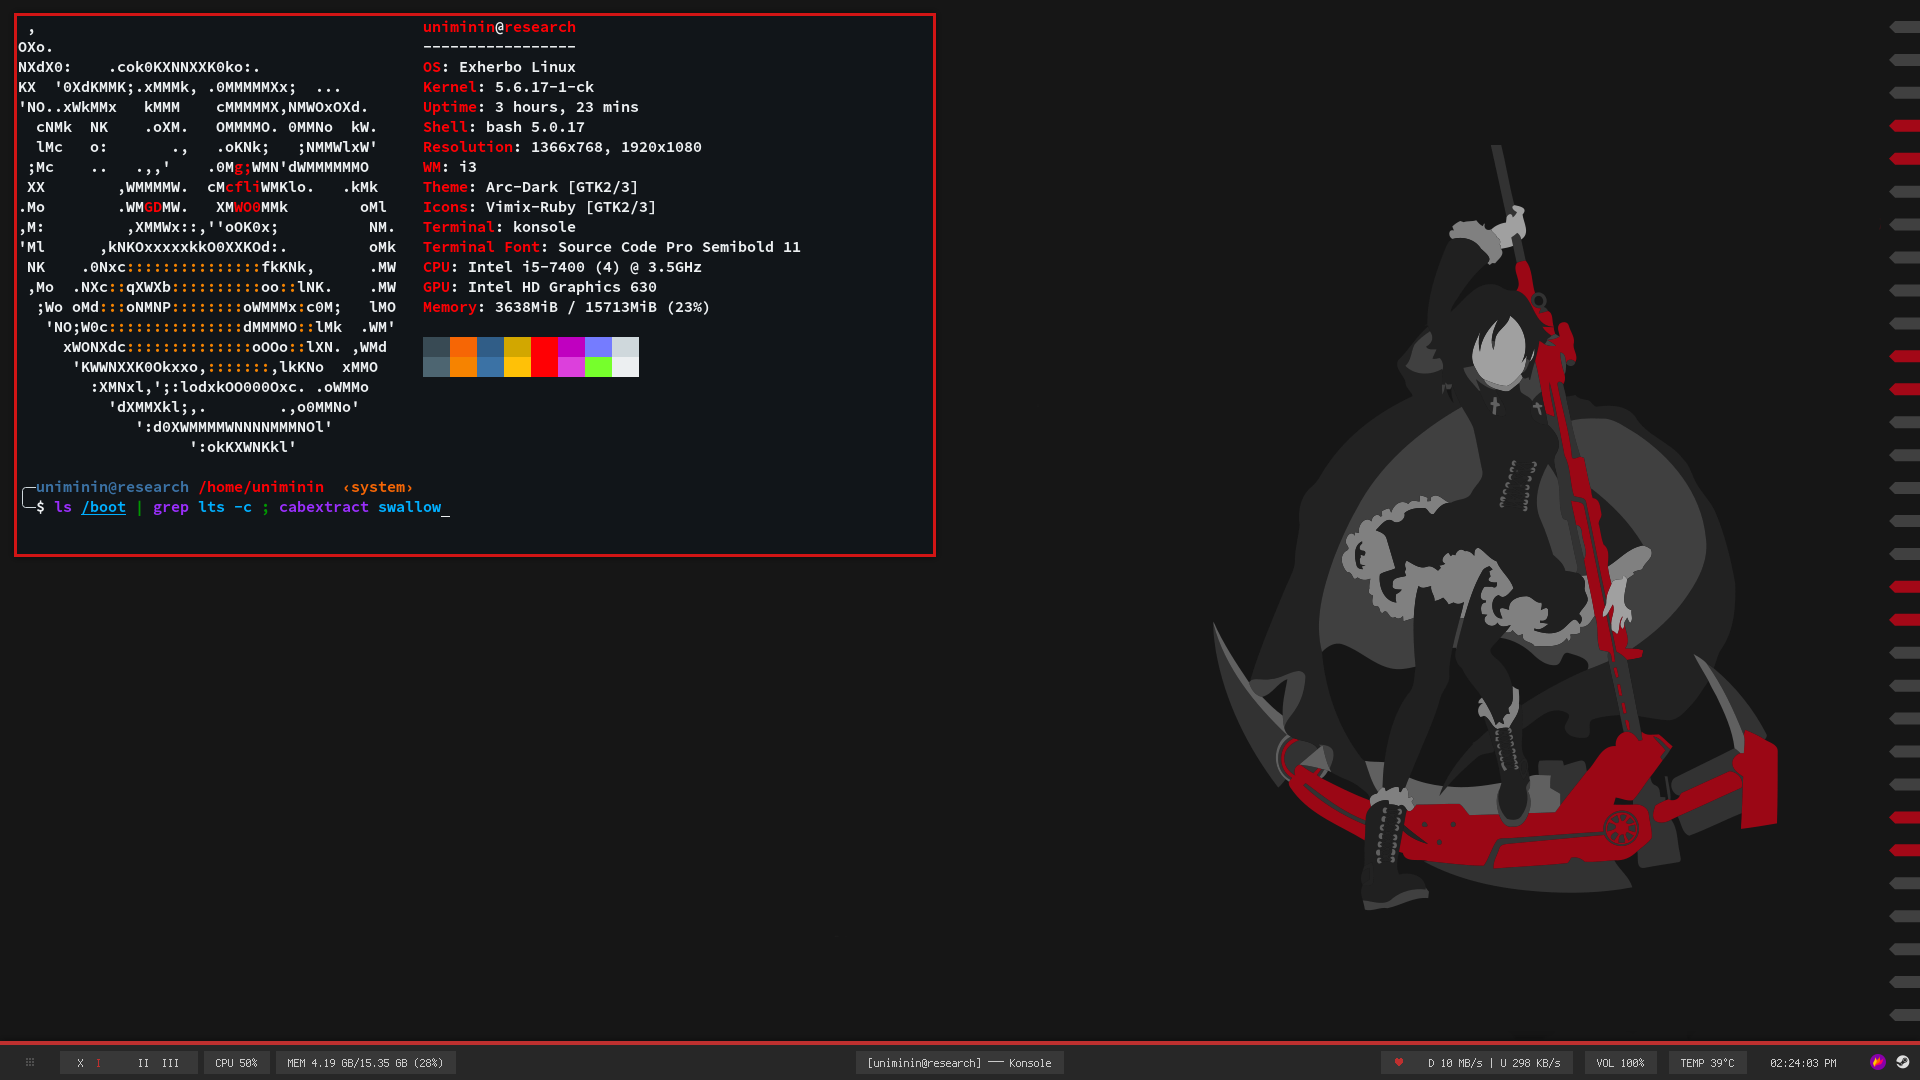 ,
OXo.
NXdX0:    .cok0KXNNXXK0ko:.
KX  '0XdKMMK;.xMMMk, .0MMMMMXx;  ...
'NO..xWkMMx   kMMM    cMMMMMX,NMWOxOXd.
  cNMk  NK    .oXM.   OMMMMO. 0MMNo  kW.
  lMc   o:       .,   .oKNk;   ;NMMWlxW'
 ;Mc    ..   .,,'    .0Mg;WMN'dWMMMMMMO
 XX        ,WMMMMW.  cMcfliWMKlo.   .kMk
.Mo        .WMGDMW.   XMWO0MMk        oMl
,M:         ,XMMWx::,''oOK0x;          NM.
'Ml      ,kNKOxxxxxkkO0XXKOd:.         oMk
 NK    .0Nxc:::::::::::::::fkKNk,      .MW
 ,Mo  .NXc::qXWXb::::::::::oo::lNK.    .MW
  ;Wo oMd:::oNMNP::::::::oWMMMx:c0M;   lMO
   'NO;W0c:::::::::::::::dMMMMO::lMk  .WM'
     xWONXdc::::::::::::::oOOo::lXN. ,WMd
      'KWWNXXK0Okxxo,:::::::,lkKNo  xMMO
        :XMNxl,';:lodxkOO000Oxc. .oWMMo
          'dXMMXkl;,.        .,o0MMNo'
             ':d0XWMMMMWNNNNMMMNOl'
                   ':okKXWNKkl'
uniminin@research
-----------------
OS: Exherbo Linux
Kernel: 5.6.17-1-ck
Uptime: 3 hours, 23 mins
Shell: bash 5.0.17
Resolution: 1366x768, 1920x1080
WM: i3
Theme: Arc-Dark [GTK2/3]
Icons: Vimix-Ruby [GTK2/3]
Terminal: konsole
Terminal Font: Source Code Pro Semibold 11
CPU: Intel i5-7400 (4) @ 3.5GHz
GPU: Intel HD Graphics 630
Memory: 3638MiB / 15713MiB (23%)
╭─uniminin@research /home/uniminin  ‹system›
╰─$ ls /boot | grep lts -c ; cabextract swallow_
X I II III CPU 50% MEM 4.19 GB/15.35 GB (28%) [uniminin@research] ── Konsole D 10 MB/s | U 298 KB/s VOL 100% TEMP 39°C 02:24:03 PM